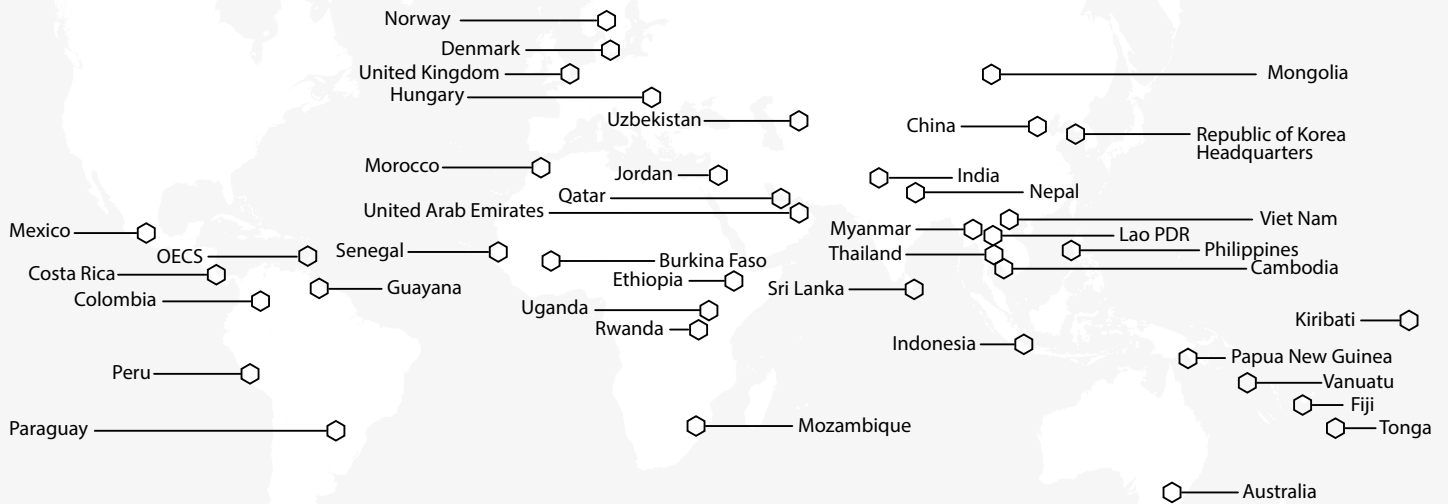 Norway
Denmark
United Kingdom
Mongolia
Hungary
Uzbekistan
China
Republic of Korea
Headquarters
Morocco
Jordan
India
Qatar
Nepal
United Arab Emirates
Viet Nam
Mexico
Myanmar
Lao PDR
Senegal
Philippines
OECS
Thailand
Burkina Faso
Cambodia
Costa Rica
Ethiopia
Guayana
Sri Lanka
Colombia
Uganda
Kiribati
Rwanda
Indonesia
Papua New Guinea
Peru
Vanuatu
Fiji
Paraguay
Mozambique
Tonga
Australia